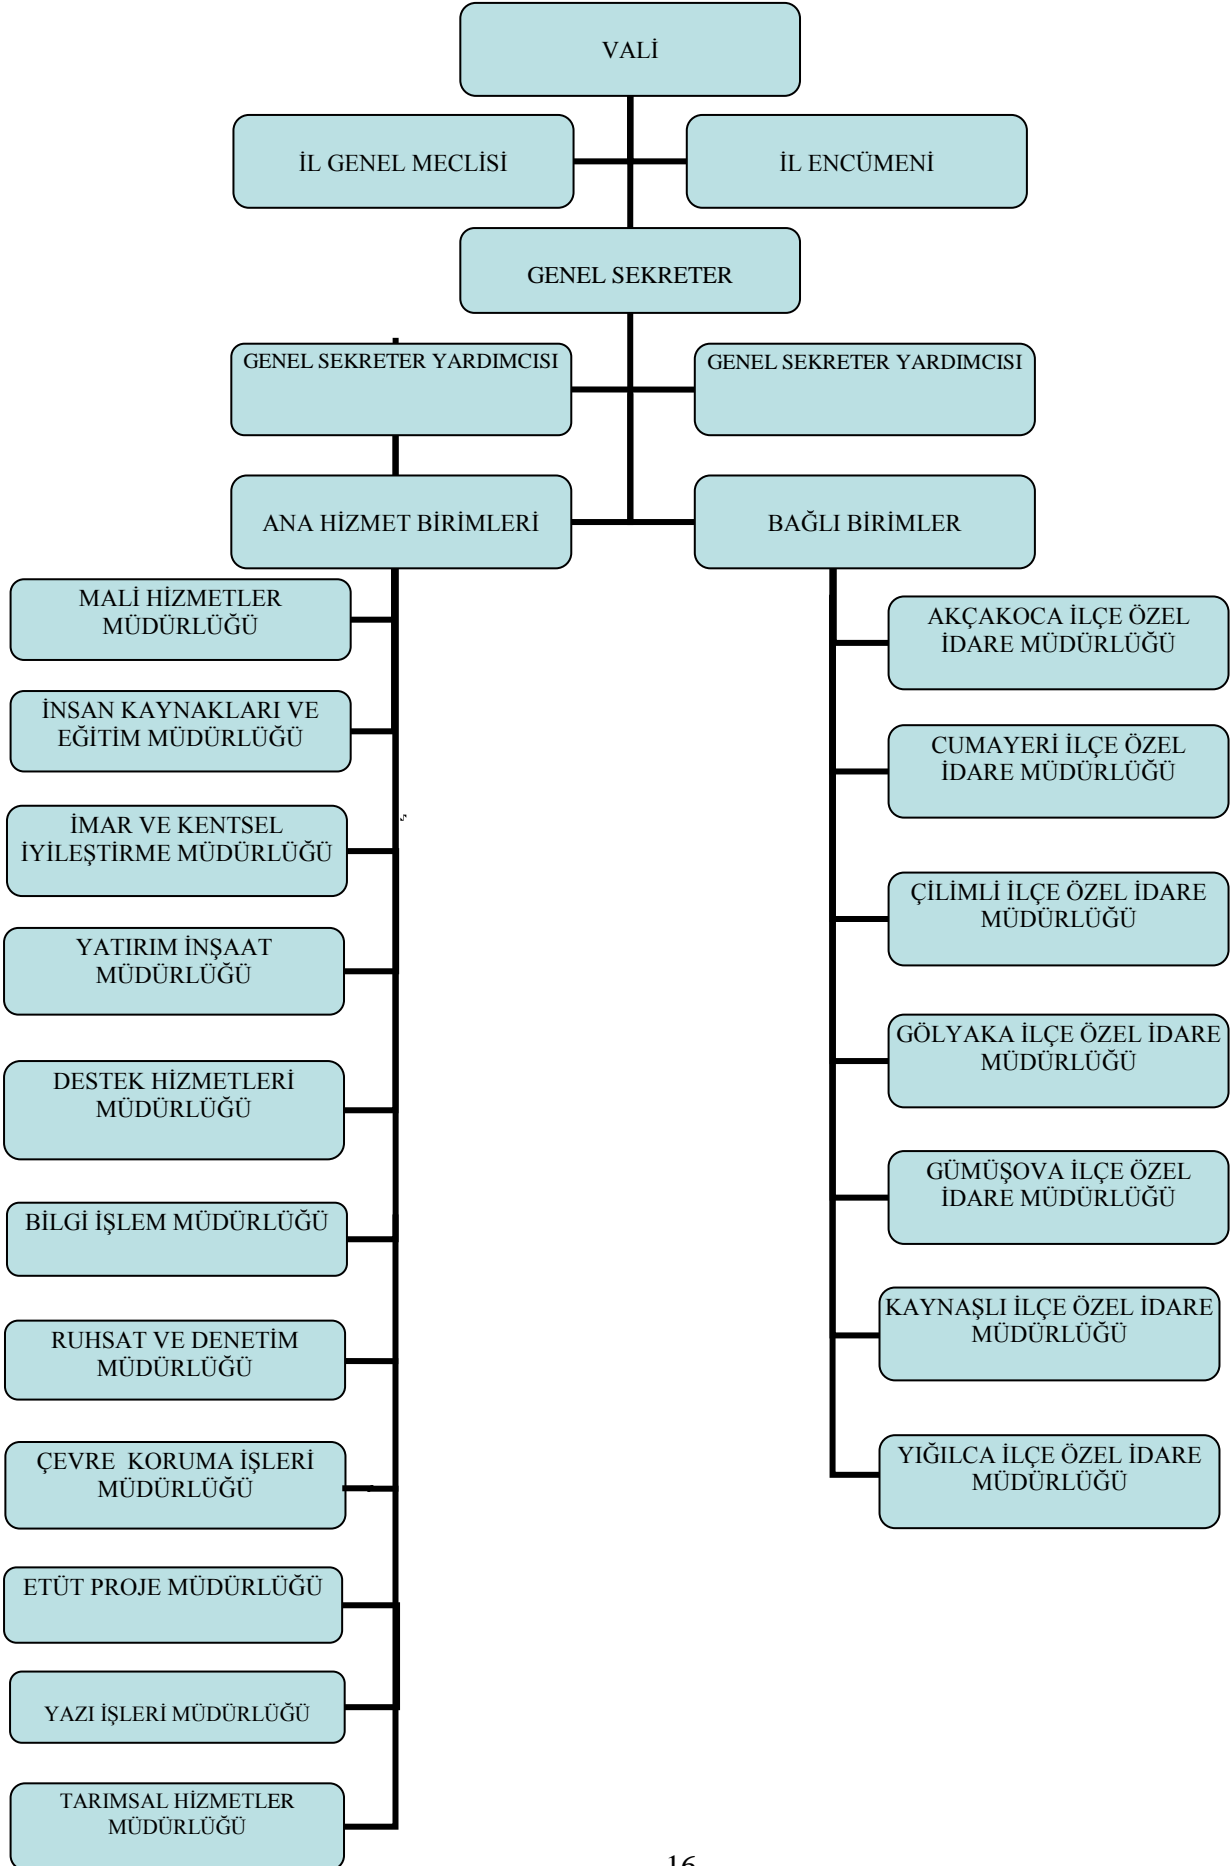 VALİ
İL GENEL MECLİSİ
İL ENCÜMENİ
GENEL SEKRETER
GENEL SEKRETER YARDIMCISI
GENEL SEKRETER YARDIMCISI
ANA HİZMET BİRİMLERİ
BAĞLI BİRİMLER
MALİ HİZMETLER
MÜDÜRLÜĞÜ
İNSAN KAYNAKLARI VE
EĞİTİM MÜDÜRLÜĞÜ
İMAR VE KENTSEL
İYİLEŞTİRME MÜDÜRLÜĞÜ
YATIRIM İNŞAAT
MÜDÜRLÜĞÜ
DESTEK HİZMETLERİ
MÜDÜRLÜĞÜ
BİLGİ İŞLEM MÜDÜRLÜĞÜ
RUHSAT VE DENETİM
MÜDÜRLÜĞÜ
ÇEVRE KORUMA İŞLERİ
MÜDÜRLÜĞÜ
ETÜT PROJE MÜDÜRLÜĞÜ
YAZI İŞLERİ MÜDÜRLÜĞÜ
TARIMSAL HİZMETLER
MÜDÜRLÜĞÜ
AKÇAKOCA İLÇE ÖZEL
İDARE MÜDÜRLÜĞÜ
CUMAYERİ İLÇE ÖZEL
İDARE MÜDÜRLÜĞÜ
ÇİLİMLİ İLÇE ÖZEL İDARE
MÜDÜRLÜĞÜ
GÖLYAKA İLÇE ÖZEL İDARE
MÜDÜRLÜĞÜ
GÜMÜŞOVA İLÇE ÖZEL
İDARE MÜDÜRLÜĞÜ
KAYNAŞLI İLÇE ÖZEL İDARE
MÜDÜRLÜĞÜ
YIĞILCA İLÇE ÖZEL İDARE
MÜDÜRLÜĞÜ
16